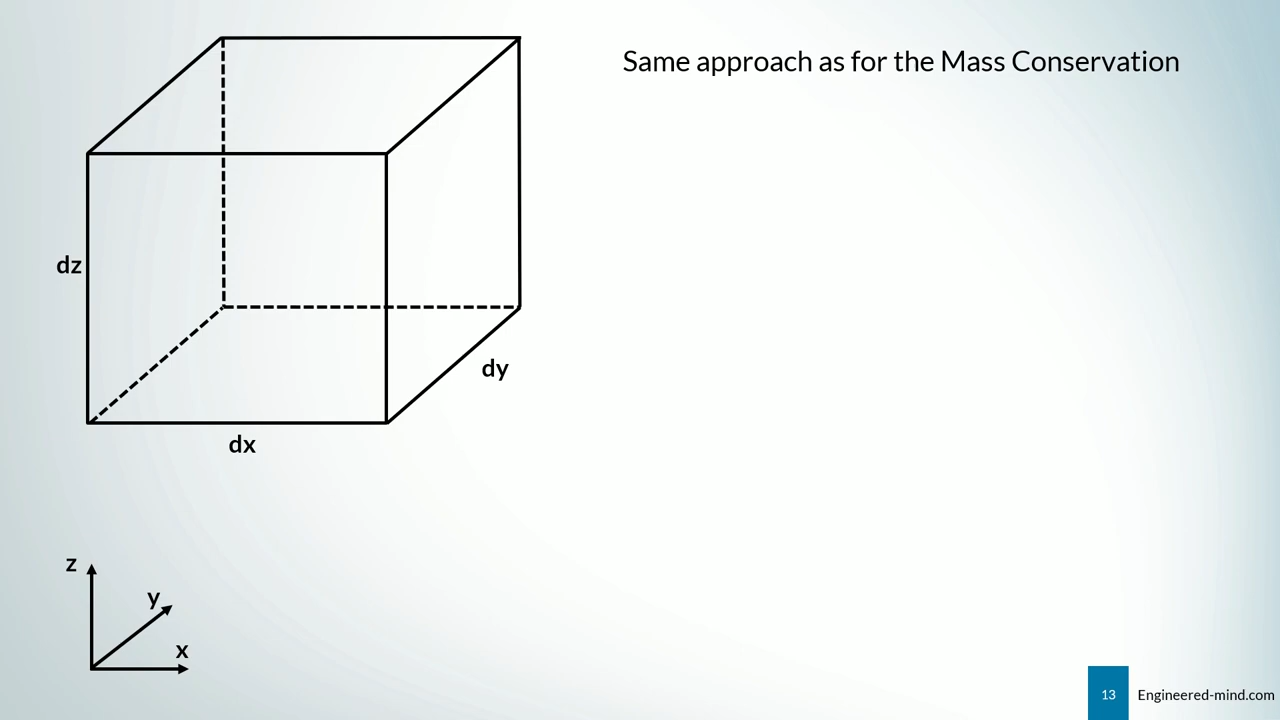 Same approach as for the Mass Conservation
dz
dy
dx
z
y
x
13
Engineered-mind.com